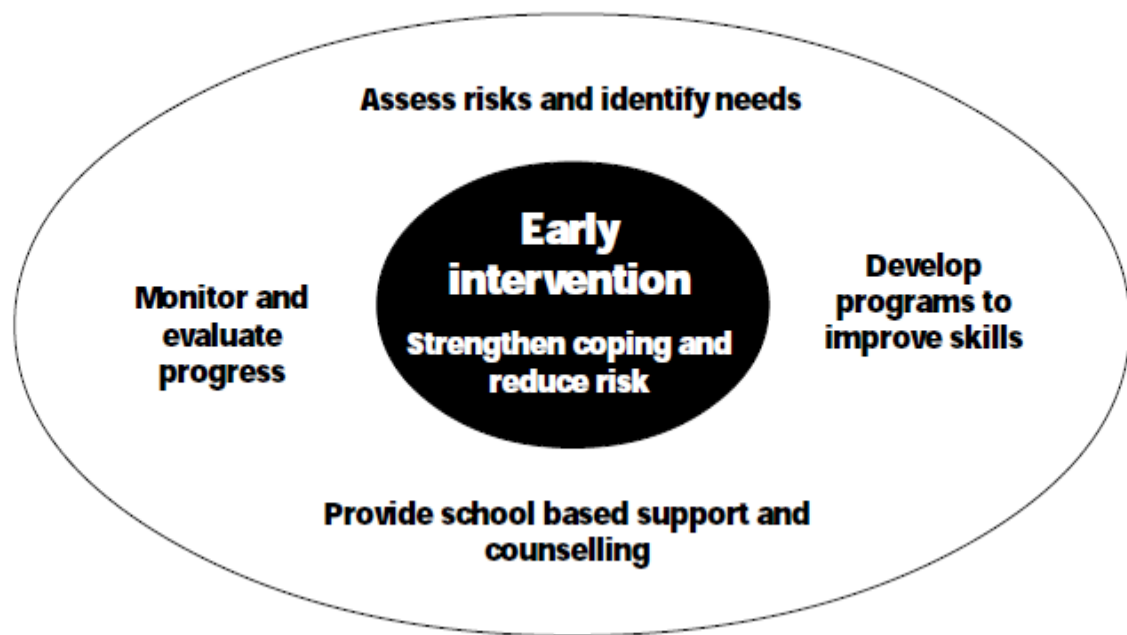 Assess risks and identify needs
Early
intervention
Strengthen coping and
reduce risk
Develop
programs to
improve skills
Provide school based support and
counselling
Monitor and
evaluate
progress